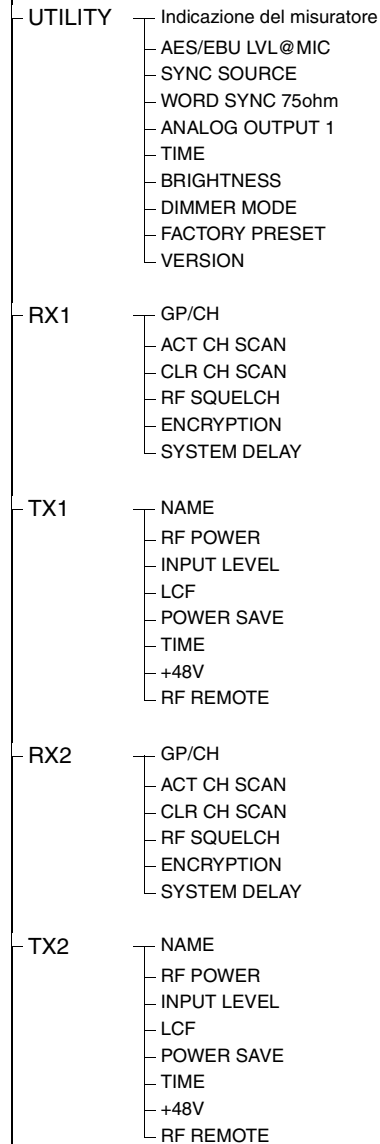 UTILITY Indicazione del misuratore
AES/EBU LVL@MIC
SYNC SOURCE
WORD SYNC 75ohm
ANALOG OUTPUT 1
TIME
BRIGHTNESS
DIMMER MODE
FACTORY PRESET
VERSION
RX1 GP/CH
ACT CH SCAN
CLR CH SCAN
RF SQUELCH
ENCRYPTION
SYSTEM DELAY
TX1 NAME
RF POWER
INPUT LEVEL
LCF
POWER SAVE
TIME
+48V
RF REMOTE
RX2 GP/CH
ACT CH SCAN
CLR CH SCAN
RF SQUELCH
ENCRYPTION
SYSTEM DELAY
TX2 NAME
RF POWER
INPUT LEVEL
LCF
POWER SAVE
TIME
+48V
RF REMOTE